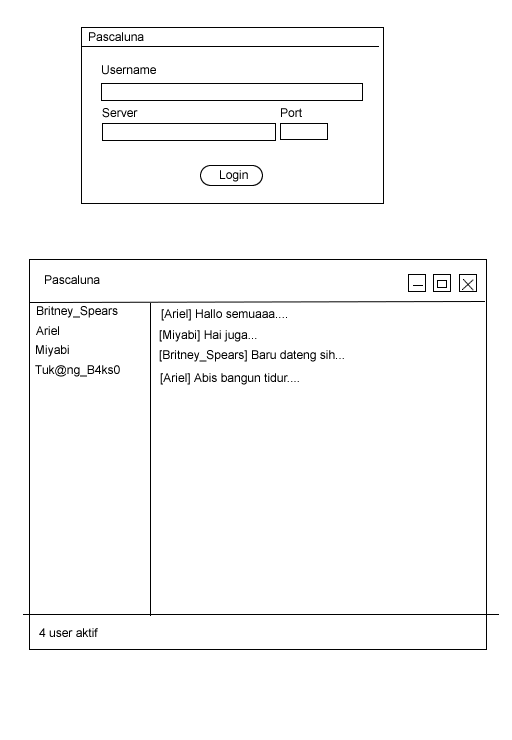 Pascaluna
Username
Server Port
Login
Pascaluna
Britney_Spears
Ariel
Miyabi
Tuk@ng_B4ks0
[Ariel] Hallo semuaaa....
[Miyabi] Hai juga...
[Britney_Spears] Baru dateng sih...
[Ariel] Abis bangun tidur....
4 user aktif